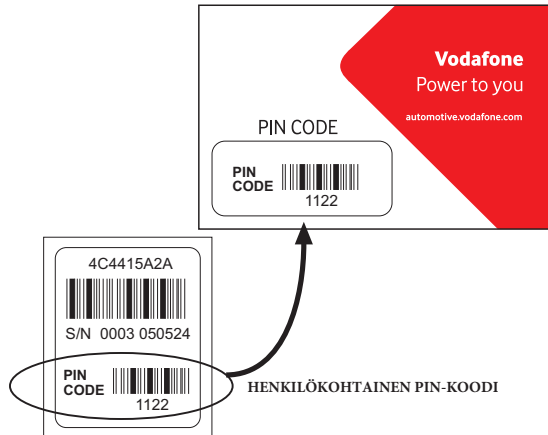 Vodafone
Power to you
automotive.vodafone.com
PIN CODE
PIN
CODE
1122
4C4415A2A
S/N 0003 050524
PIN
CODE
1122
HENKILÖKOHTAINEN PIN-KOODI